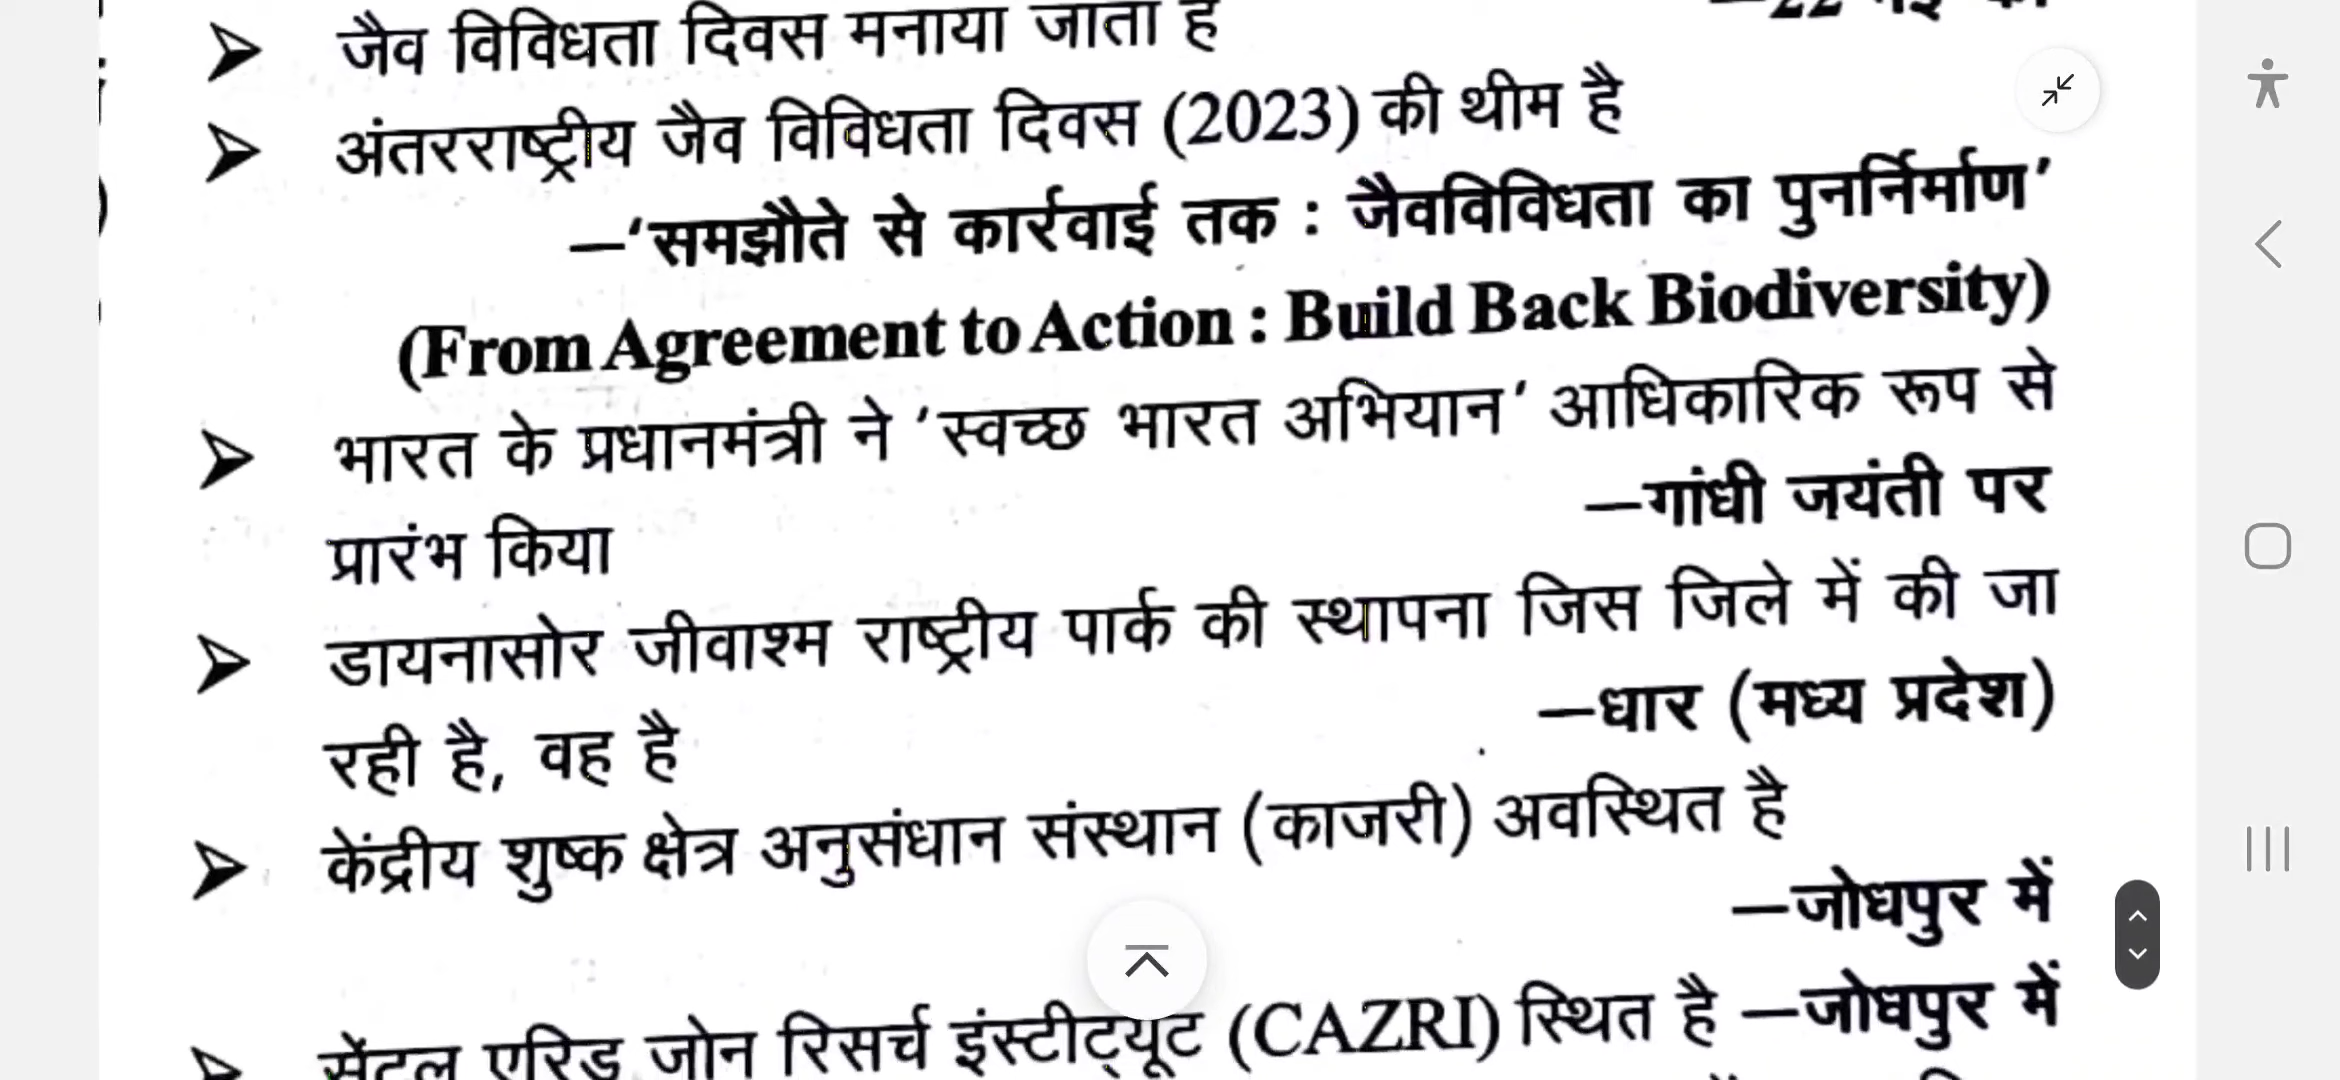 —22 मई को
➢ जैव विविधता दिवस मनाया जाता है
➢ अंतरराष्ट्रीय जैव विविधता दिवस (2023) की थीम है
—‘समझौते से कार्रवाई तक : जैवविविधता का पुनर्निर्माण’
(From Agreement to Action : Build Back Biodiversity)
➢ भारत के प्रधानमंत्री ने ‘स्वच्छ भारत अभियान’ आधिकारिक रूप से
प्रारंभ किया —गांधी जयंती पर
➢ डायनासोर जीवाश्म राष्ट्रीय पार्क की स्थापना जिस जिले में की जा
रही है, वह है —धार (मध्य प्रदेश)
➢ केंद्रीय शुष्क क्षेत्र अनुसंधान संस्थान (काजरी) अवस्थित है
—जोधपुर में
➢ सेंट्रल एरिड जोन रिसर्च इंस्टीट्यूट (CAZRI) स्थित है —जोधपुर में